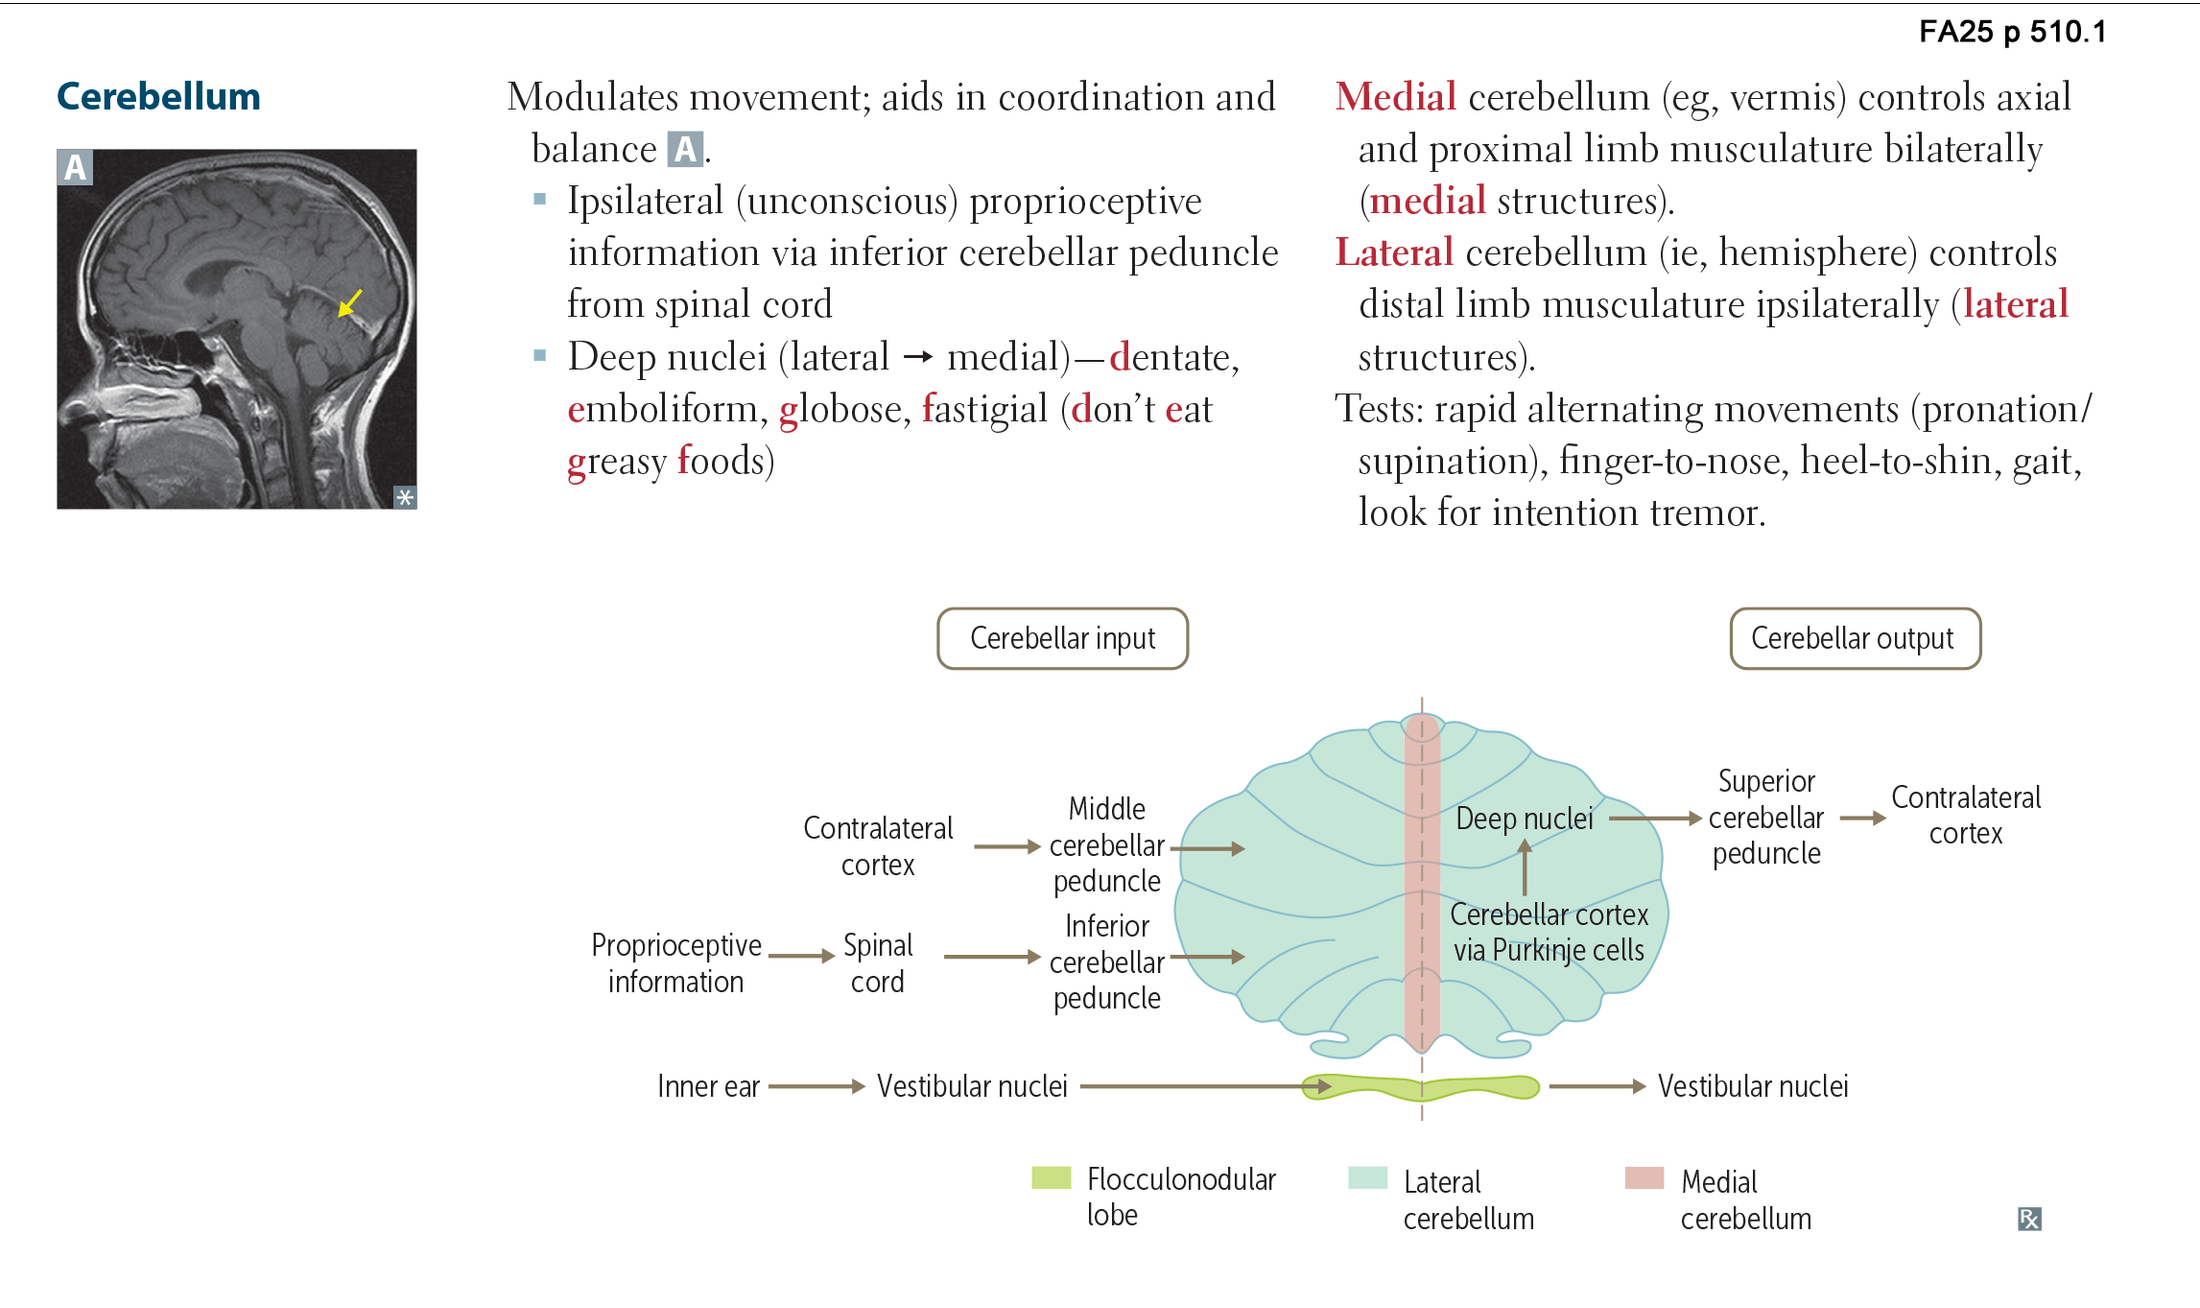 FA25 p 510.1
Cerebellum
A
Modulates movement; aids in coordination and
balance A.
▪ Ipsilateral (unconscious) proprioceptive
information via inferior cerebellar peduncle
from spinal cord
▪ Deep nuclei (lateral → medial)—dentate,
emboliform, globose, fastigial (don’t eat
greasy foods)
Medial cerebellum (eg, vermis) controls axial
and proximal limb musculature bilaterally
(medial structures).
Lateral cerebellum (ie, hemisphere) controls
distal limb musculature ipsilaterally (lateral
structures).
Tests: rapid alternating movements (pronation/
supination), finger-to-nose, heel-to-shin, gait,
look for intention tremor.
Cerebellar input
Cerebellar output
Contralateral
cortex
Middle
cerebellar
peduncle
Proprioceptive
information
Spinal
cord
Inferior
cerebellar
peduncle
Inner ear
Vestibular nuclei
Deep nuclei
Cerebellar cortex
via Purkinje cells
Superior
cerebellar
peduncle
Contralateral
cortex
Vestibular nuclei
Flocculonodular
lobe
Lateral
cerebellum
Medial
cerebellum
Rx